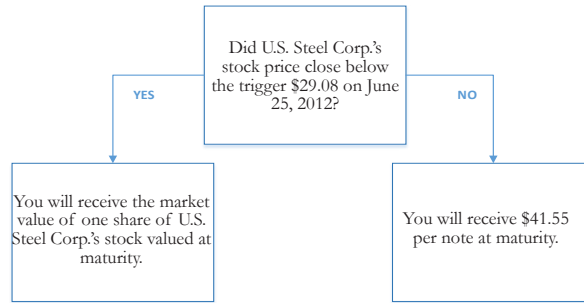 Did U.S. Steel Corp.'s
stock price close below
the trigger $29.08 on June
25, 2012?
YES
NO
You will receive the market
value of one share of U.S.
Steel Corp.'s stock valued at
maturity.
You will receive $41.55
per note at maturity.